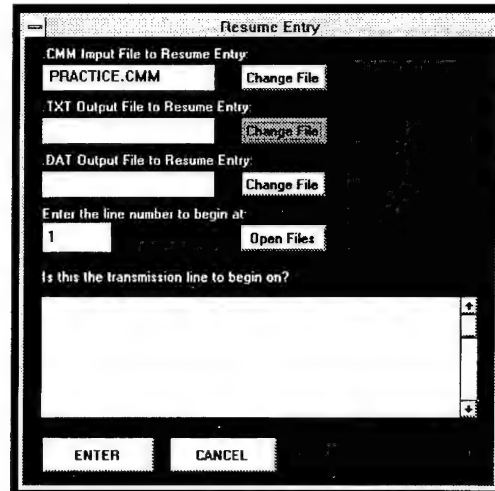 Resume Entry
.CMM Imput File to Resume Entry:
PRACTICE.CMM Change File
.TXT Output File to Resume Entry:
Change File
.DAT Output File to Resume Entry:
Change File
Enter the line number to begin at:
1 Open Files
Is this the transmission line to begin on?
ENTER CANCEL